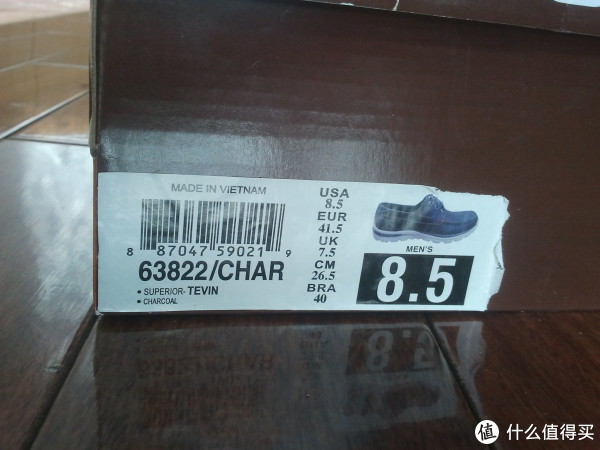 MADE IN VIETNAM
8 87047 59021 9
63822/CHAR
• SUPERIOR- TEVIN
• CHARCOAL
USA
8.5
EUR
41.5
UK
7.5
CM
26.5
BRA
40
MEN'S
8.5
值 什么值得买